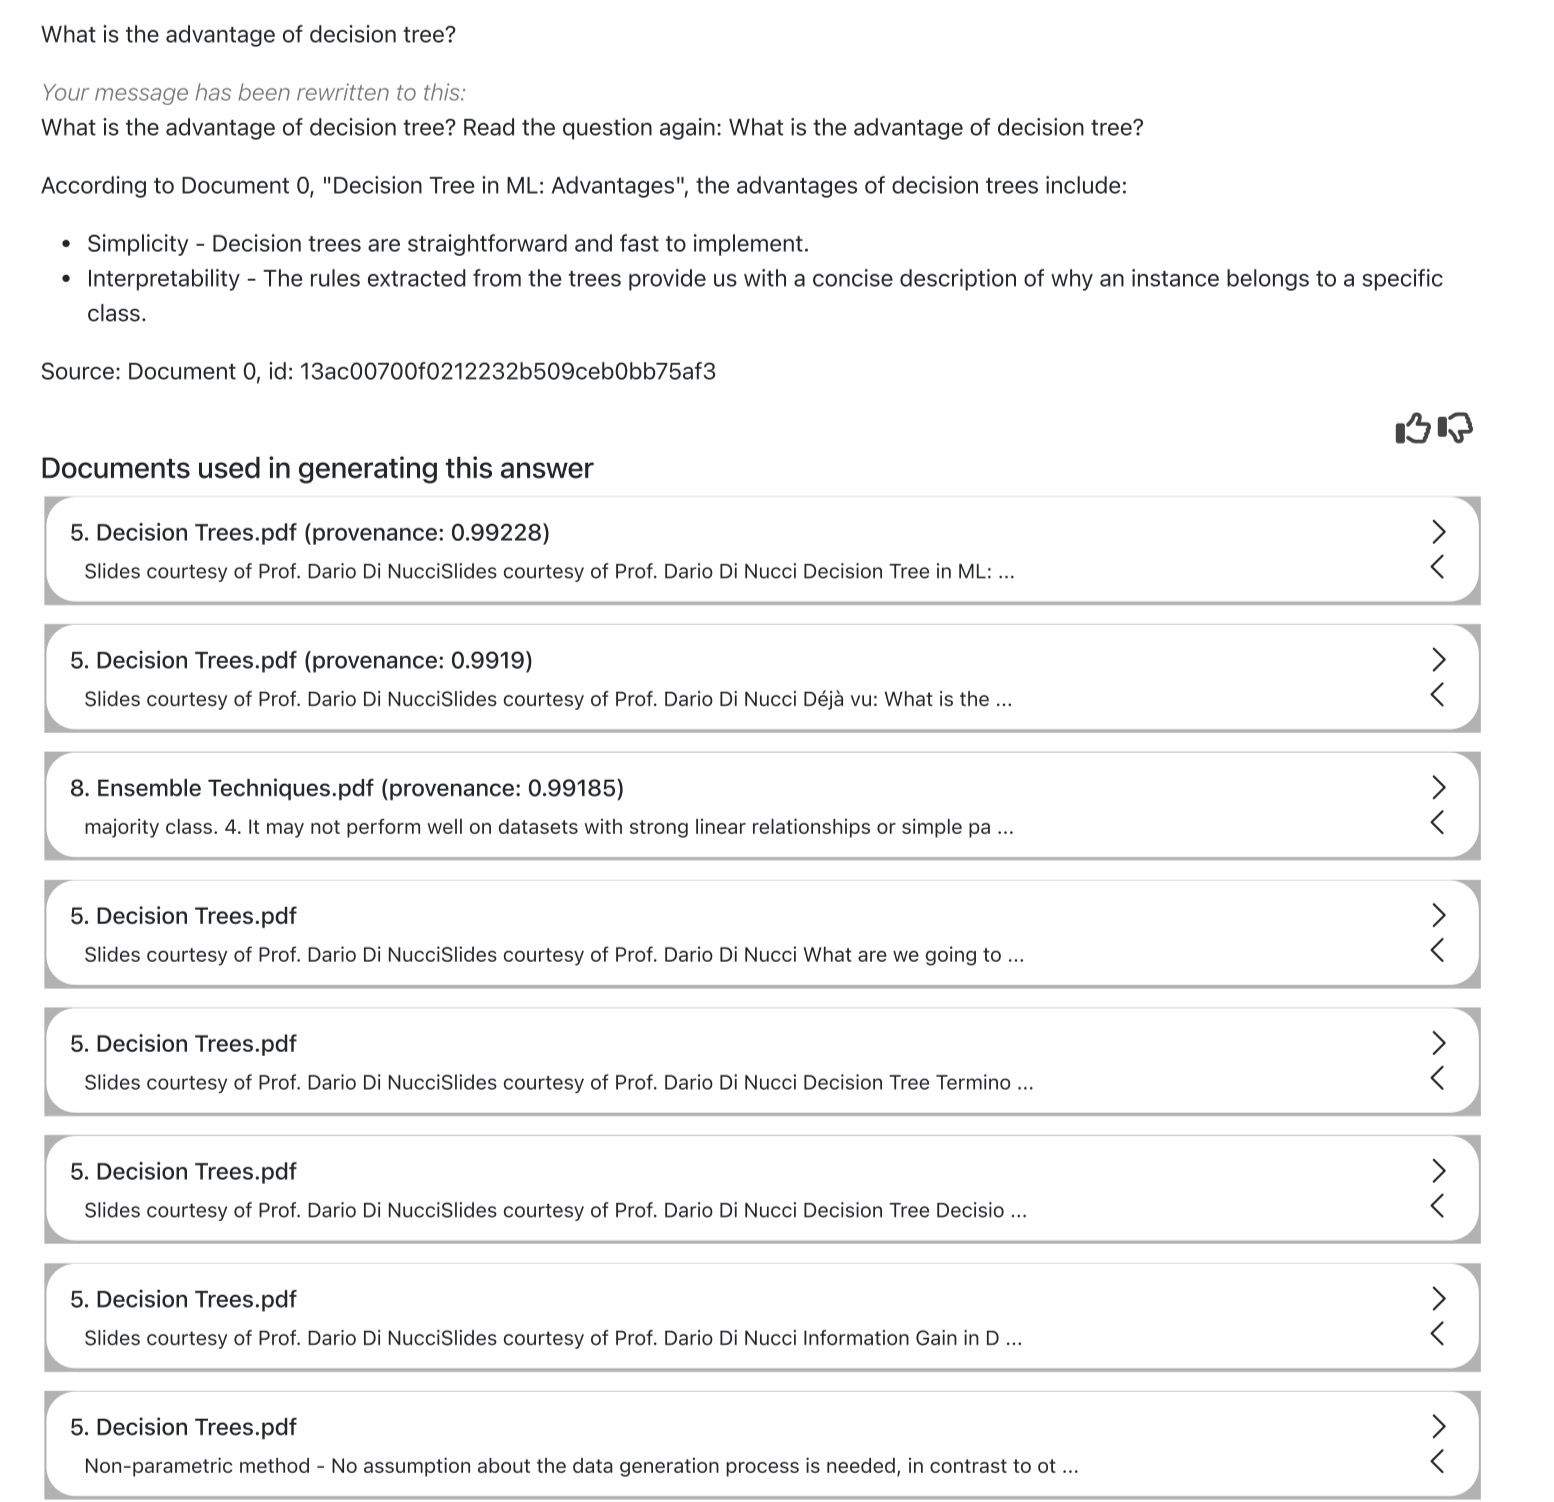 What is the advantage of decision tree?
Your message has been rewritten to this:
What is the advantage of decision tree? Read the question again: What is the advantage of decision tree?
According to Document 0, "Decision Tree in ML: Advantages", the advantages of decision trees include:
• Simplicity - Decision trees are straightforward and fast to implement.
• Interpretability - The rules extracted from the trees provide us with a concise description of why an instance belongs to a specific
class.
Source: Document 0, id: 13ac00700f0212232b509ceb0bb75af3
Documents used in generating this answer
5. Decision Trees.pdf (provenance: 0.99228)
Slides courtesy of Prof. Dario Di NucciSlides courtesy of Prof. Dario Di Nucci Decision Tree in ML: ...
5. Decision Trees.pdf (provenance: 0.9919)
Slides courtesy of Prof. Dario Di NucciSlides courtesy of Prof. Dario Di Nucci Déjà vu: What is the ...
8. Ensemble Techniques.pdf (provenance: 0.99185)
majority class. 4. It may not perform well on datasets with strong linear relationships or simple pa ...
5. Decision Trees.pdf
Slides courtesy of Prof. Dario Di NucciSlides courtesy of Prof. Dario Di Nucci What are we going to ...
5. Decision Trees.pdf
Slides courtesy of Prof. Dario Di NucciSlides courtesy of Prof. Dario Di Nucci Decision Tree Termino ...
5. Decision Trees.pdf
Slides courtesy of Prof. Dario Di NucciSlides courtesy of Prof. Dario Di Nucci Decision Tree Decisio ...
5. Decision Trees.pdf
Slides courtesy of Prof. Dario Di NucciSlides courtesy of Prof. Dario Di Nucci Information Gain in D ...
5. Decision Trees.pdf
Non-parametric method - No assumption about the data generation process is needed, in contrast to ot ...